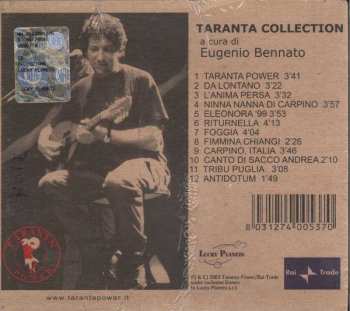 TARANTA COLLECTION
a cura di
Eugenio Bennato
1 TARANTA POWER 3'41
2 DA LONTANO 3'22
3 L'ANIMA PERSA 3'32
4 NINNA NANNA DI CARPINO 3'57
5 ELEONORA '99 3'53
6 RITURNELLA 4'13
7 FOGGIA 4'04
8 FIMMINA CHIANGI 2'26
9 CARPINO, ITALIA 3'46
10 CANTO DI SACCO ANDREA 2'10
11 TRIBU PUGLIA 3'08
12 ANTIDOTUM 1'49
8 031274 005370
TARANTA
POWER
LUCKY PLANETS
Rai Trade
www.tarantapower.it